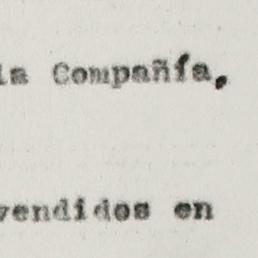 la Compañía,
vendidos en